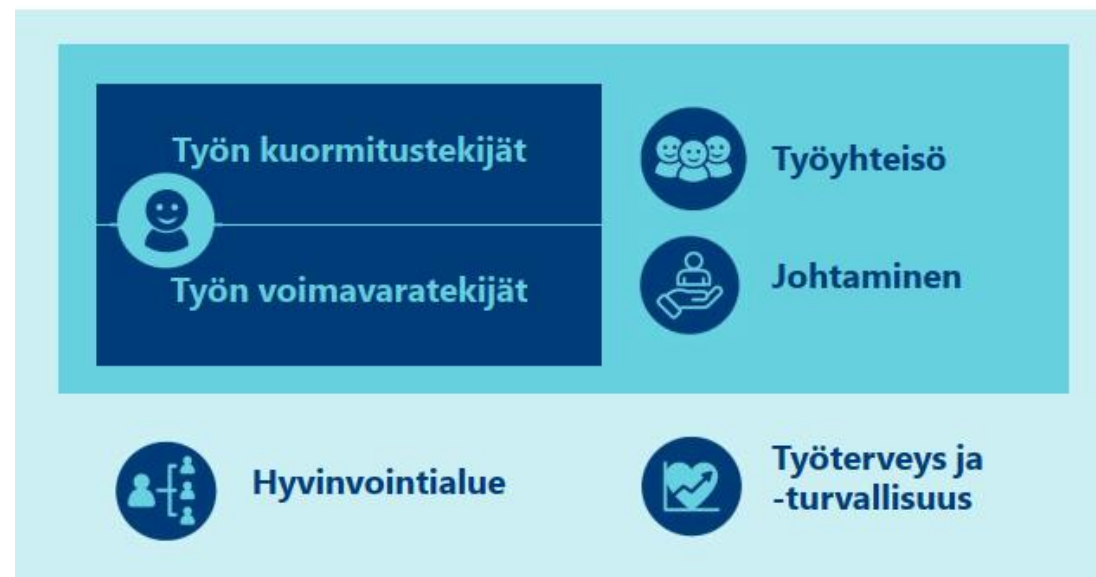 Työn kuormitustekijät
Työn voimavaratekijät
Työyhteisö
Johtaminen
Hyvinvointialue
Työterveys ja
-turvallisuus